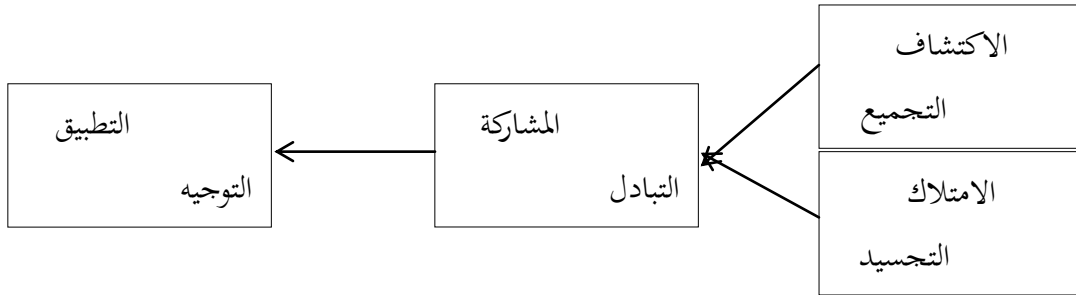 الاكتشاف
التجميع
الامتلاك
التجسيد
المشاركة
التبادل
التطبيق
التوجيه